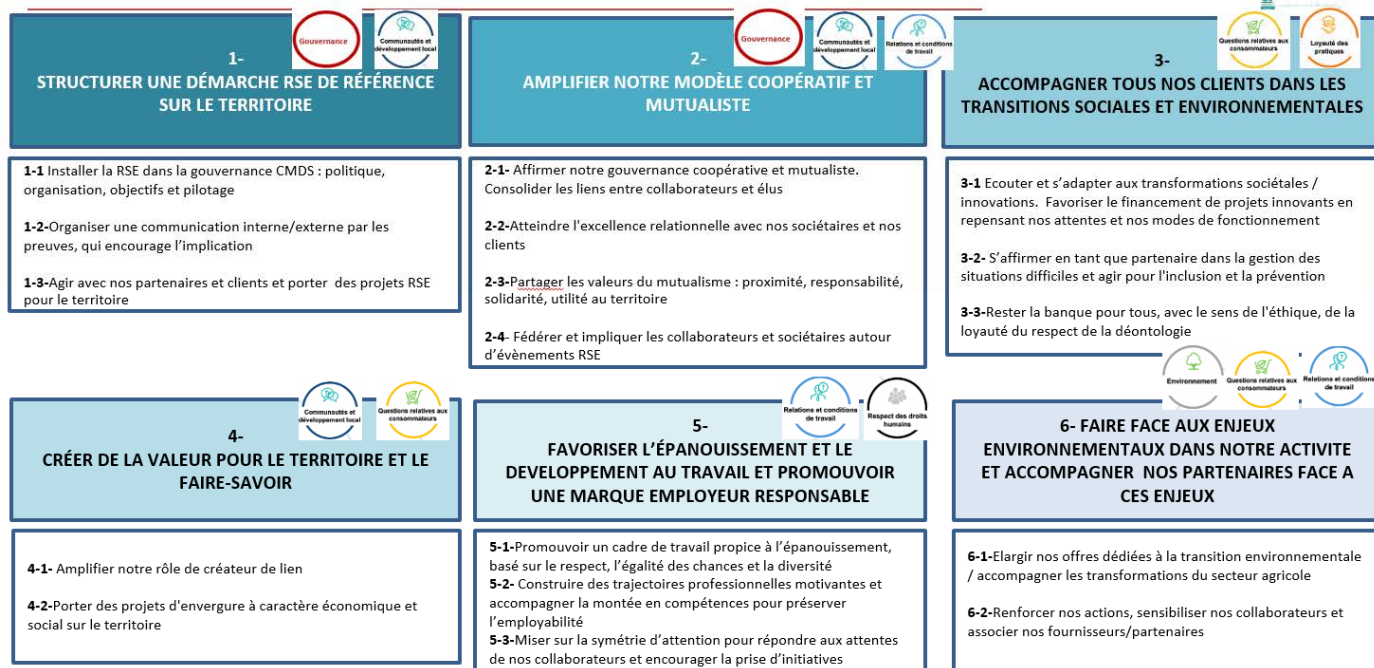 Gouvernance
Communautés et
développement local
1-
STRUCTURER UNE DÉMARCHE RSE DE RÉFÉRENCE
SUR LE TERRITOIRE
1-1 Installer la RSE dans la gouvernance CMDS : politique,
organisation, objectifs et pilotage
1-2-Organiser une communication interne/externe par les
preuves, qui encourage l'implication
1-3-Agir avec nos partenaires et clients et porter des projets RSE
pour le territoire
Gouvernance
Communautés et
développement local
Relations et conditions
de travail
2-
AMPLIFIER NOTRE MODÈLE COOPÉRATIF ET
MUTUALISTE
2-1- Affirmer notre gouvernance coopérative et mutualiste.
Consolider les liens entre collaborateurs et élus
2-2-Atteindre l'excellence relationnelle avec nos sociétaires et nos
clients
2-3-Partager les valeurs du mutualisme : proximité, responsabilité,
solidarité, utilité au territoire
2-4- Fédérer et impliquer les collaborateurs et sociétaires autour
d'évènements RSE
Questions relatives aux
consommateurs
Loyauté des
pratiques
3-
ACCOMPAGNER TOUS NOS CLIENTS DANS LES
TRANSITIONS SOCIALES ET ENVIRONNEMENTALES
3-1 Ecouter et s'adapter aux transformations sociétales /
innovations. Favoriser le financement de projets innovants en
repensant nos attentes et nos modes de fonctionnement
3-2- S'affirmer en tant que partenaire dans la gestion des
situations difficiles et agir pour l'inclusion et la prévention
3-3-Rester la banque pour tous, avec le sens de l'éthique, de la
loyauté du respect de la déontologie
Communautés et
développement local
Questions relatives aux
consommateurs
4-
CRÉER DE LA VALEUR POUR LE TERRITOIRE ET LE
FAIRE-SAVOIR
4-1- Amplifier notre rôle de créateur de lien
4-2-Porter des projets d'envergure à caractère économique et
social sur le territoire
Relations et conditions
de travail
Respect des droits
humains
5-
FAVORISER L'ÉPANOUISSEMENT ET LE
DEVELOPPEMENT AU TRAVAIL ET PROMOUVOIR
UNE MARQUE EMPLOYEUR RESPONSABLE
5-1-Promouvoir un cadre de travail propice à l'épanouissement,
basé sur le respect, l'égalité des chances et la diversité
5-2- Construire des trajectoires professionnelles motivantes et
accompagner la montée en compétences pour préserver
l'employabilité
5-3-Miser sur la symétrie d'attention pour répondre aux attentes
de nos collaborateurs et encourager la prise d'initiatives
Environnement
Questions relatives aux
consommateurs
Relations et conditions
de travail
6- FAIRE FACE AUX ENJEUX
ENVIRONNEMENTAUX DANS NOTRE ACTIVITE
ET ACCOMPAGNER NOS PARTENAIRES FACE A
CES ENJEUX
6-1-Elargir nos offres dédiées à la transition environnementale
/ accompagner les transformations du secteur agricole
6-2-Renforcer nos actions, sensibiliser nos collaborateurs et
associer nos fournisseurs/partenaires